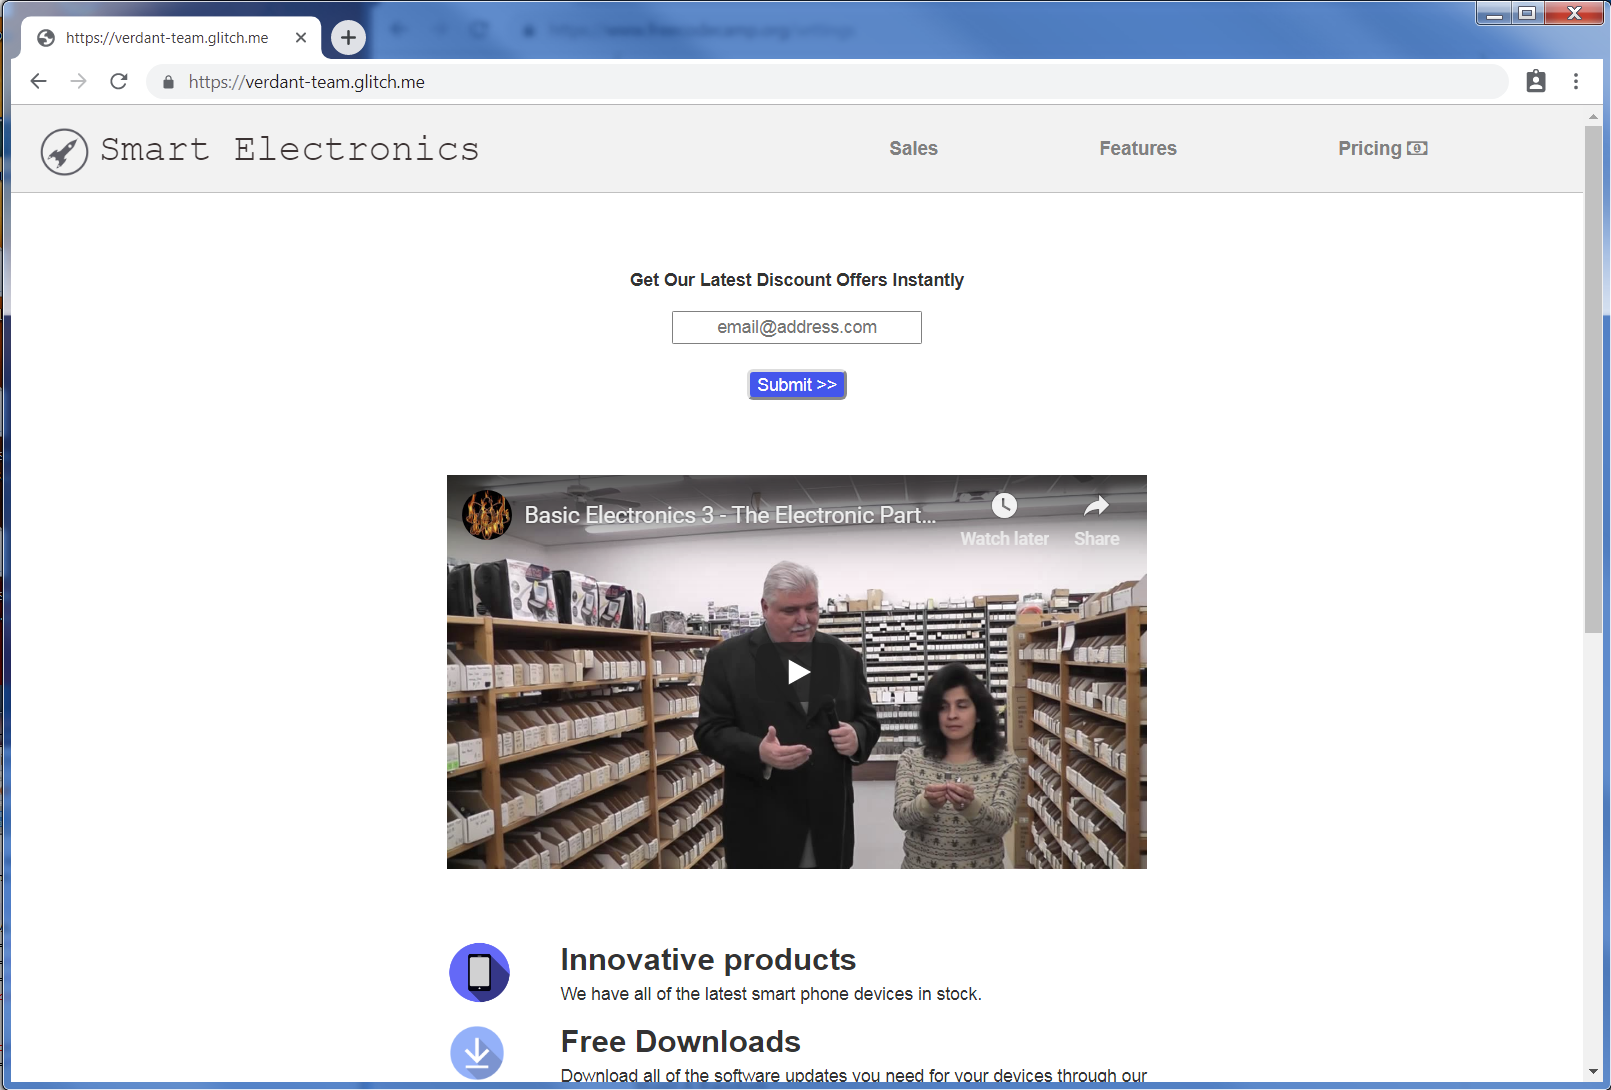 https://verdant-team.glitch.me
https://verdant-team.glitch.me
Smart Electronics
Sales
Features
Pricing
Get Our Latest Discount Offers Instantly
email@address.com
Submit >>
Basic Electronics 3 - The Electronic Part...
Watch later
Share
Innovative products
We have all of the latest smart phone devices in stock.
Free Downloads
Download all of the software updates you need for your devices through our